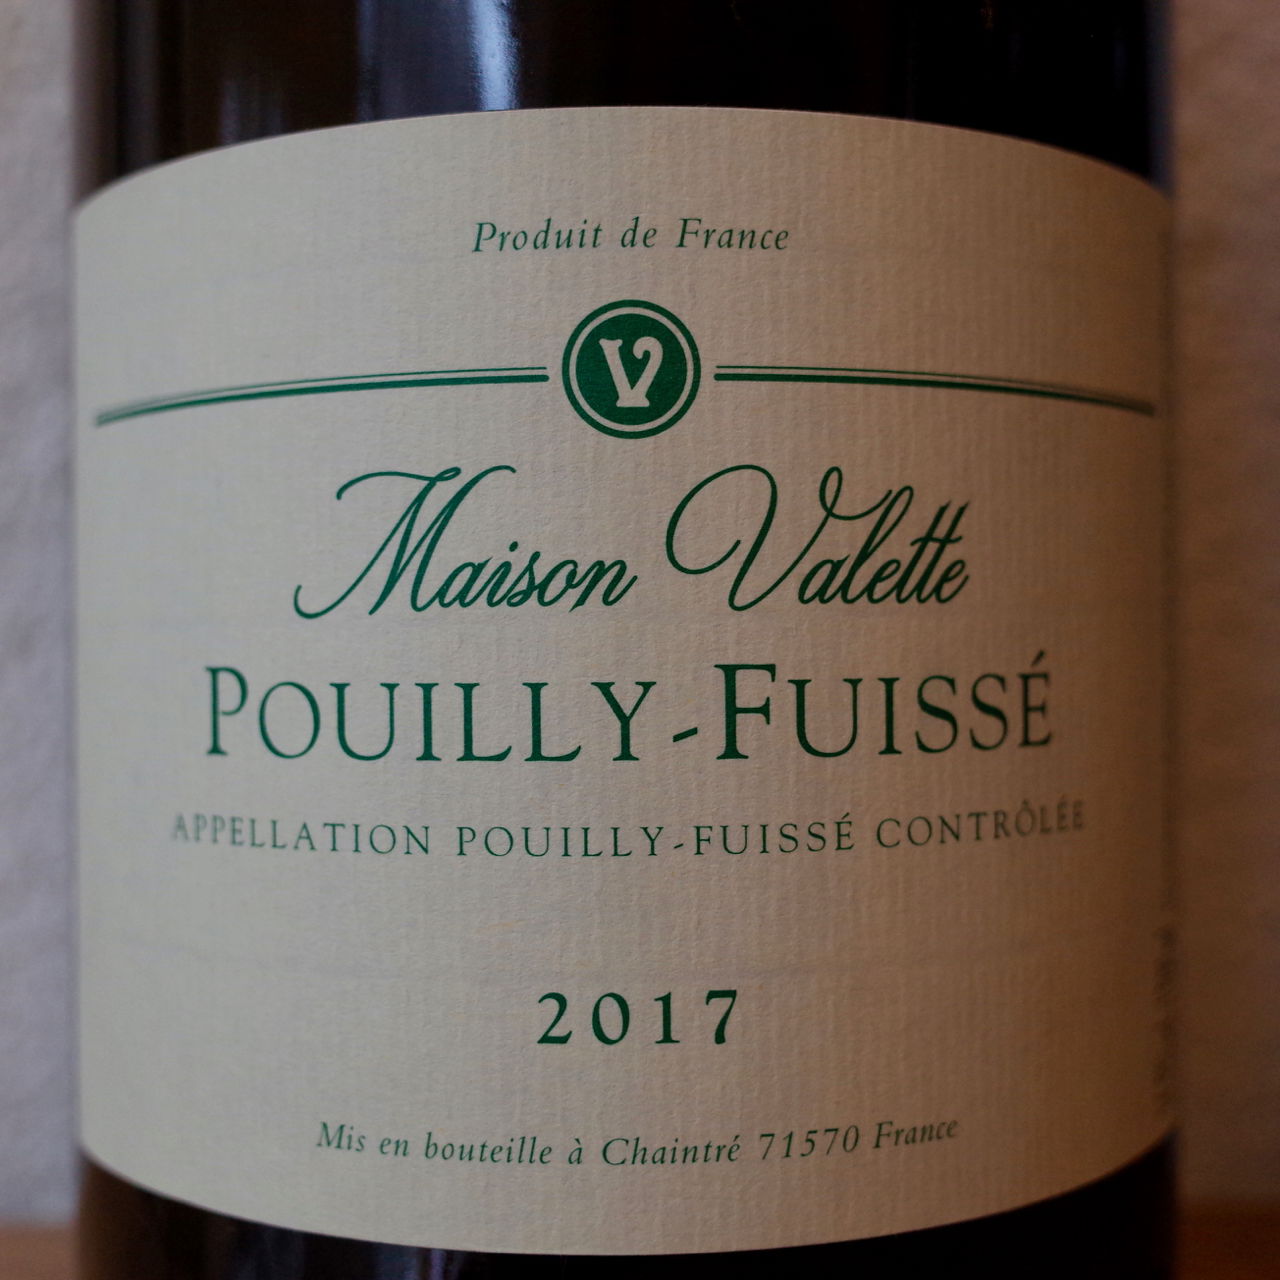 Produit de France
V
Maison Valette
POUILLY-FUISSÉ
APPELLATION POUILLY-FUISSÉ CONTRÔLÉE
2017
Mis en bouteille à Chaintré 71570 France